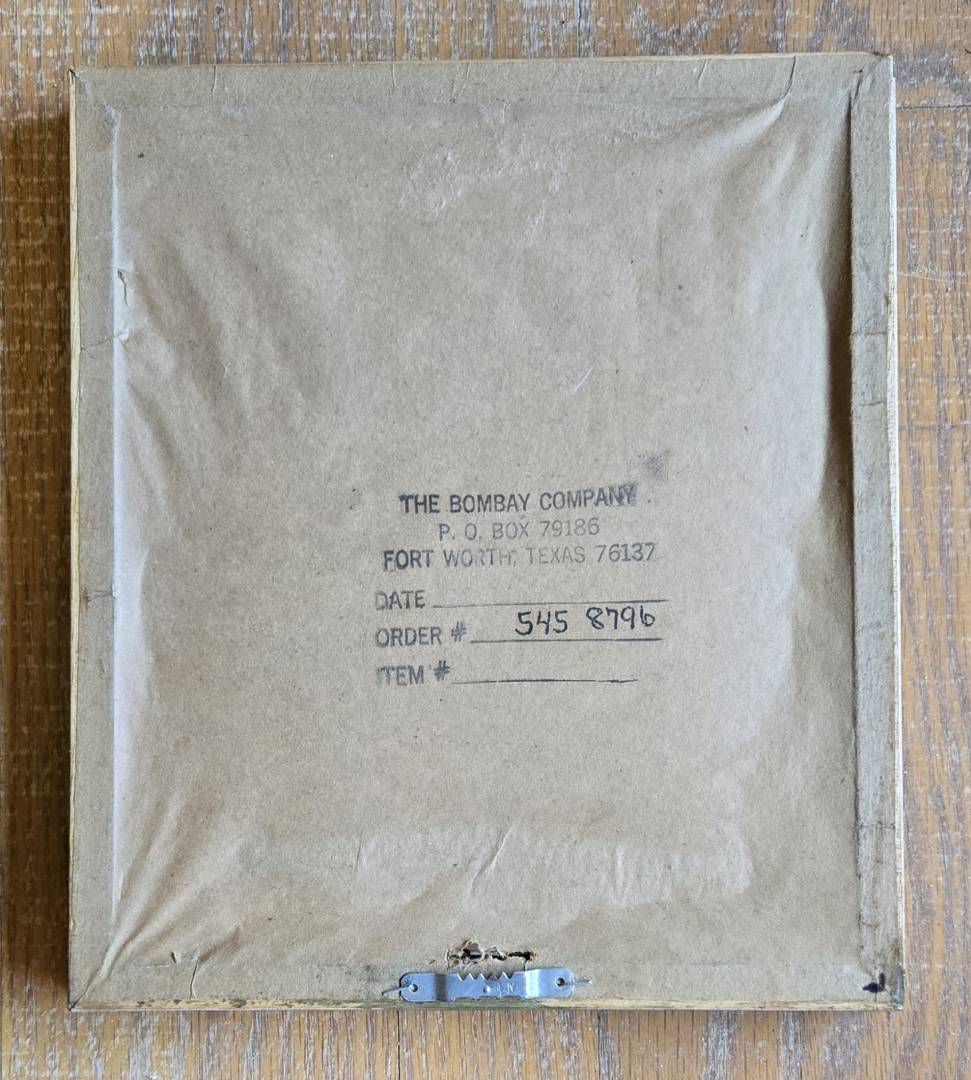 THE BOMBAY COMPANY
P. O. BOX 79186
FORT WORTH, TEXAS 76137
DATE
ORDER # 545 8796
ITEM #